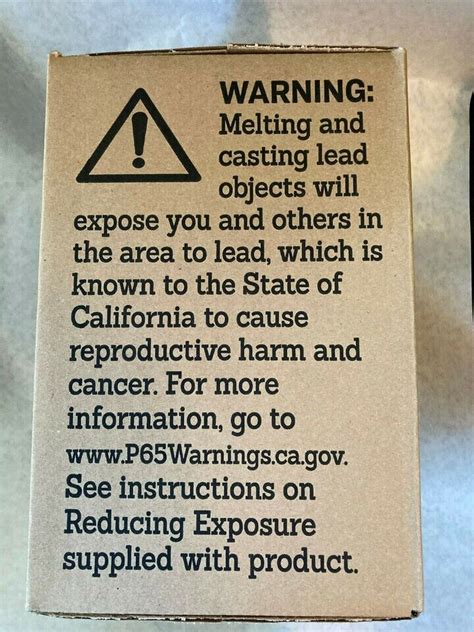 WARNING:
Melting and
casting lead
objects will
expose you and others in
the area to lead, which is
known to the State of
California to cause
reproductive harm and
cancer. For more
information, go to
www.P65Warnings.ca.gov.
See instructions on
Reducing Exposure
supplied with product.